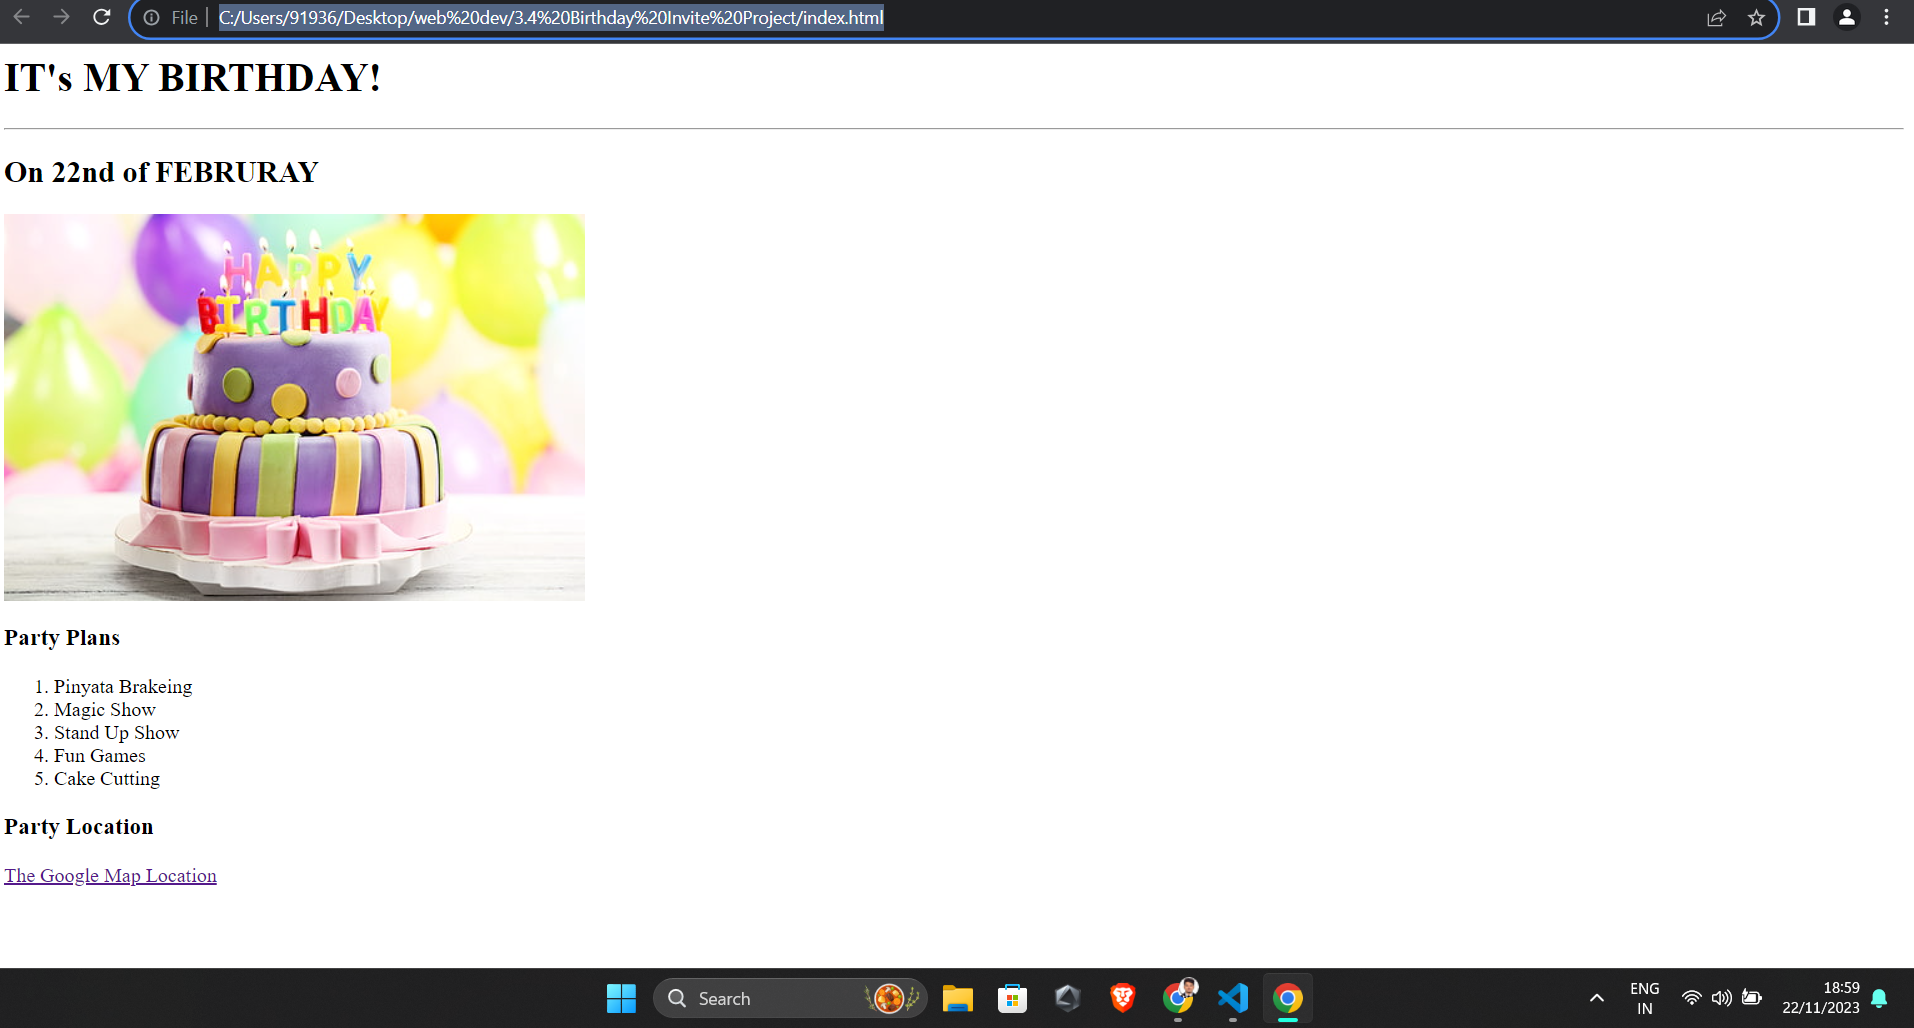 File
C:/Users/91936/Desktop/web%20dev/3.4%20Birthday%20Invite%20Project/index.html
IT's MY BIRTHDAY!
On 22nd of FEBRURAY
HAPPY
BIRTHDAY
Party Plans
1. Pinyata Brakeing
2. Magic Show
3. Stand Up Show
4. Fun Games
5. Cake Cutting
Party Location
The Google Map Location
Search
ENG
IN
18:59
22/11/2023